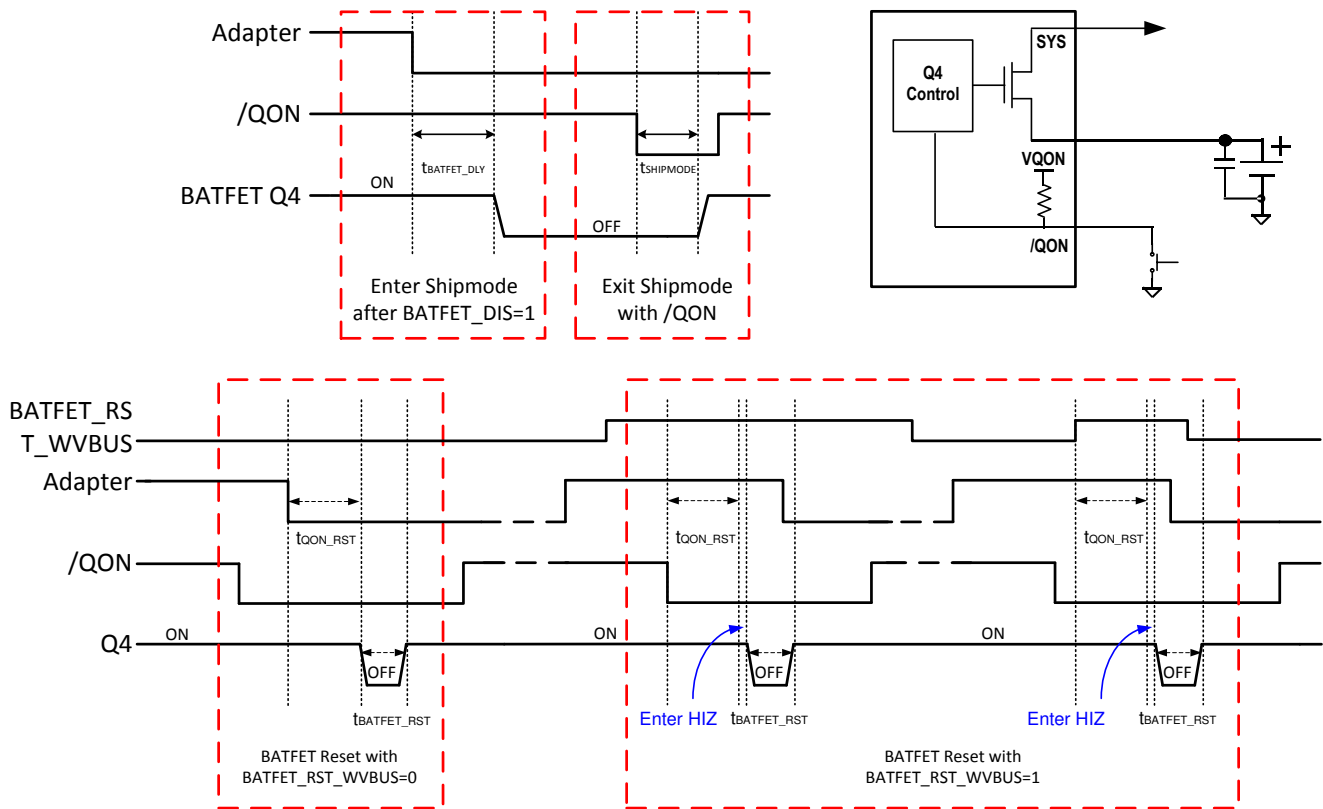 Adapter
/QON
tBATFET_DLY
tSHIPMODE
ON
BATFET Q4
OFF
Enter Shipmode
after BATFET_DIS=1
Exit Shipmode
with /QON
SYS
Q4
Control
VQON
+
/QON
BATFET_RS
T_WVBUS
Adapter
tQON_RST
tQON_RST
tQON_RST
/QON
ON
ON
ON
Q4
OFF
OFF
OFF
tBATFET_RST
Enter HIZ
tBATFET_RST
Enter HIZ
tBATFET_RST
BATFET Reset with
BATFET_RST_WVBUS=0
BATFET Reset with
BATFET_RST_WVBUS=1